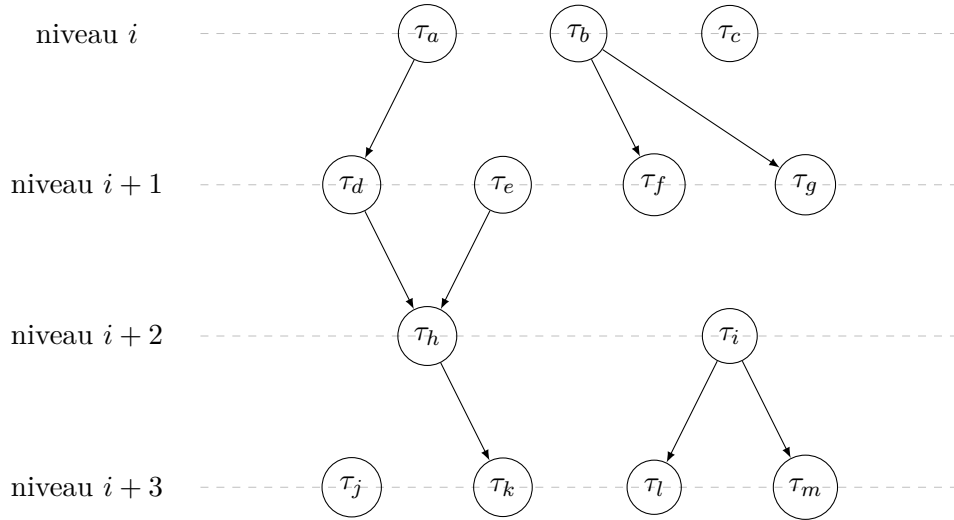 niveau i τa τb τc
niveau i + 1 τd τe τf τg
niveau i + 2 τh τi
niveau i + 3 τj τk τl τm